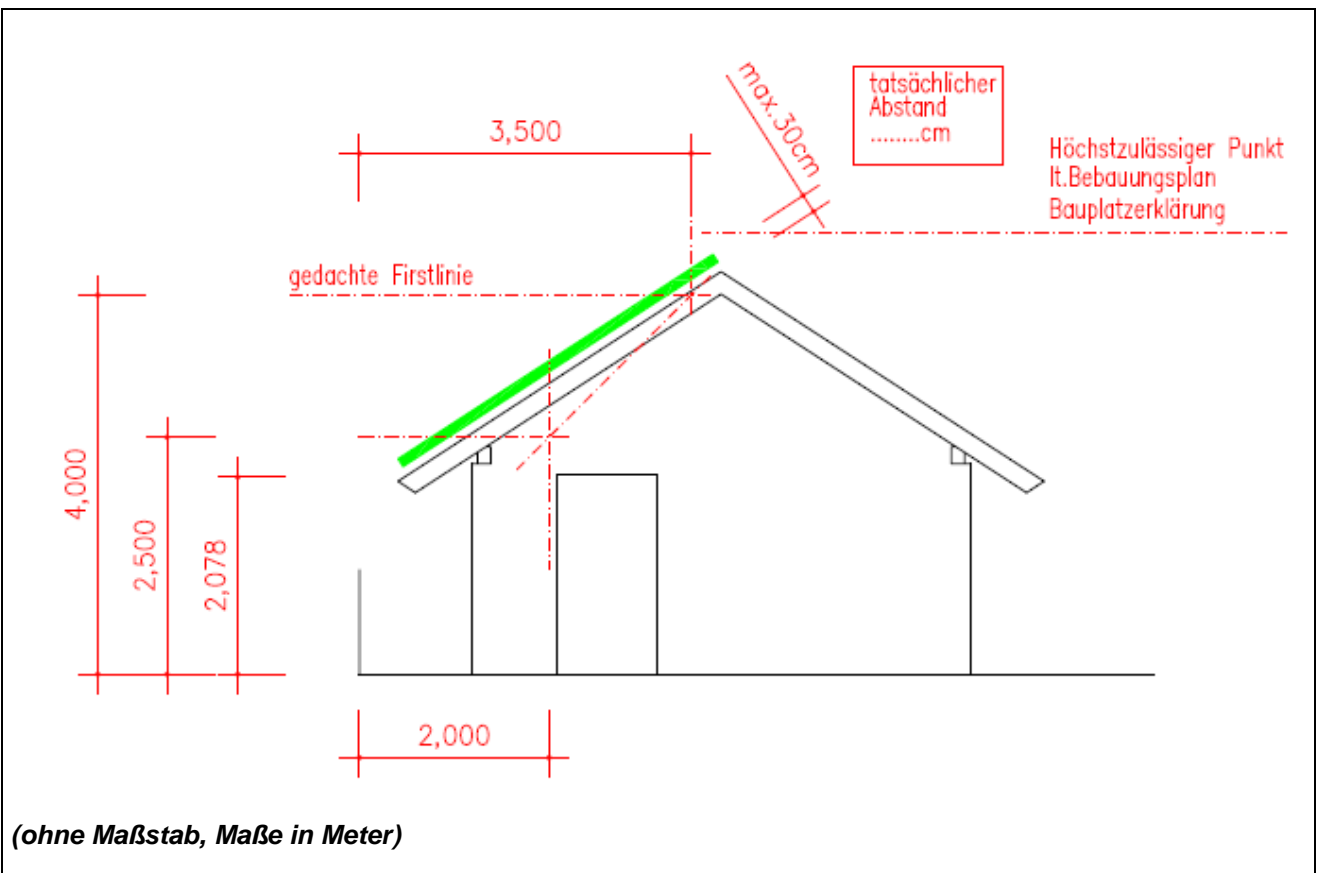 tatsächlicher
Abstand
........cm
max.30cm
3,500
Höchstzulässiger Punkt
lt.Bebauungsplan
Bauplatzerklärung
gedachte Firstlinie
4,000
2,500
2,078
2,000
(ohne Maßstab, Maße in Meter)